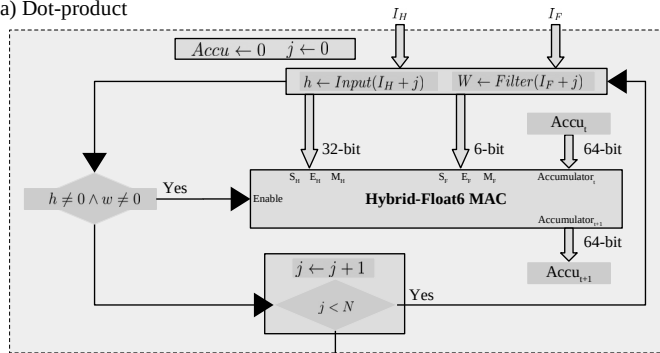 a) Dot-product
I_H I_F
Accu ← 0 j ← 0
h ← Input(I_H + j) W ← Filter(I_F + j)
Accu_t
32-bit 6-bit 64-bit
S_H E_H M_H S_F E_F M_F Accumulator_t
h ≠ 0 ∧ w ≠ 0 Yes Enable Hybrid-Float6 MAC
Accumulator_{t+1}
64-bit
j ← j + 1 Accu_{t+1}
j < N Yes